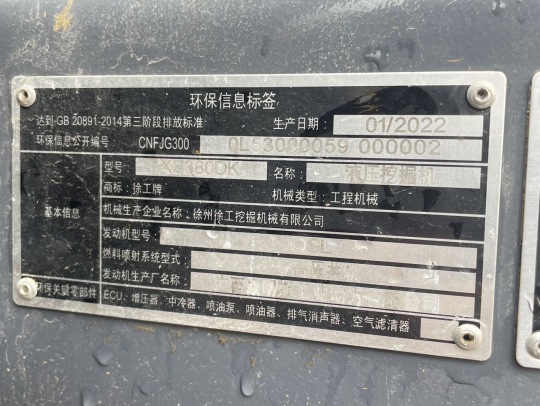 环保信息标签
达到 GB 20891-2014第三阶段排放标准 生产日期: 01/2022
环保信息公开编号 CNFJG300 0L53000059 000002
型号: 380DK 名称: 液压挖掘机
商标: 徐工牌 机械类型: 工程机械
基本信息
机械生产企业名称: 徐州徐工挖掘机械有限公司
发动机型号
燃料喷射系统型式
发动机生产厂名称
环保关键零部件 ECU、增压器、中冷器、喷油泵、喷油器、排气消声器、空气滤清器